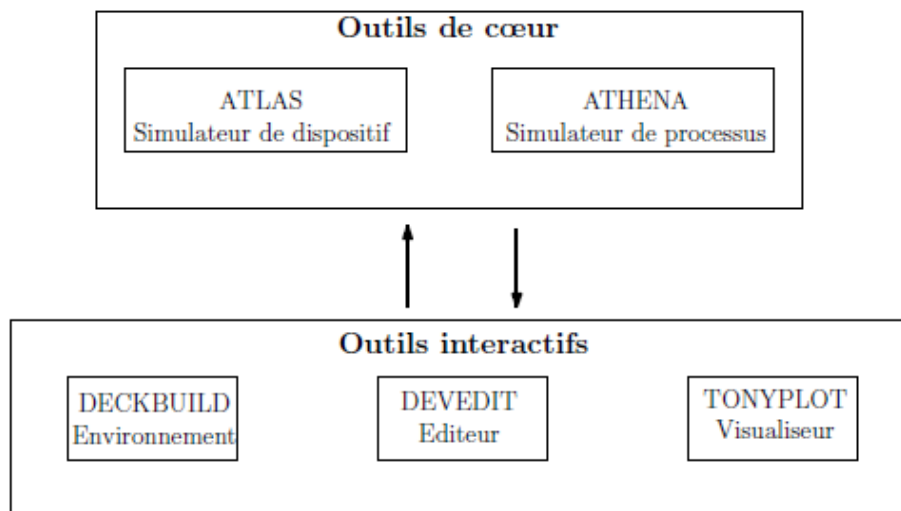 Outils de cœur
ATLAS
Simulateur de dispositif
ATHENA
Simulateur de processus
Outils interactifs
DECKBUILD
Environnement
DEVEDIT
Editeur
TONYPLOT
Visualiseur